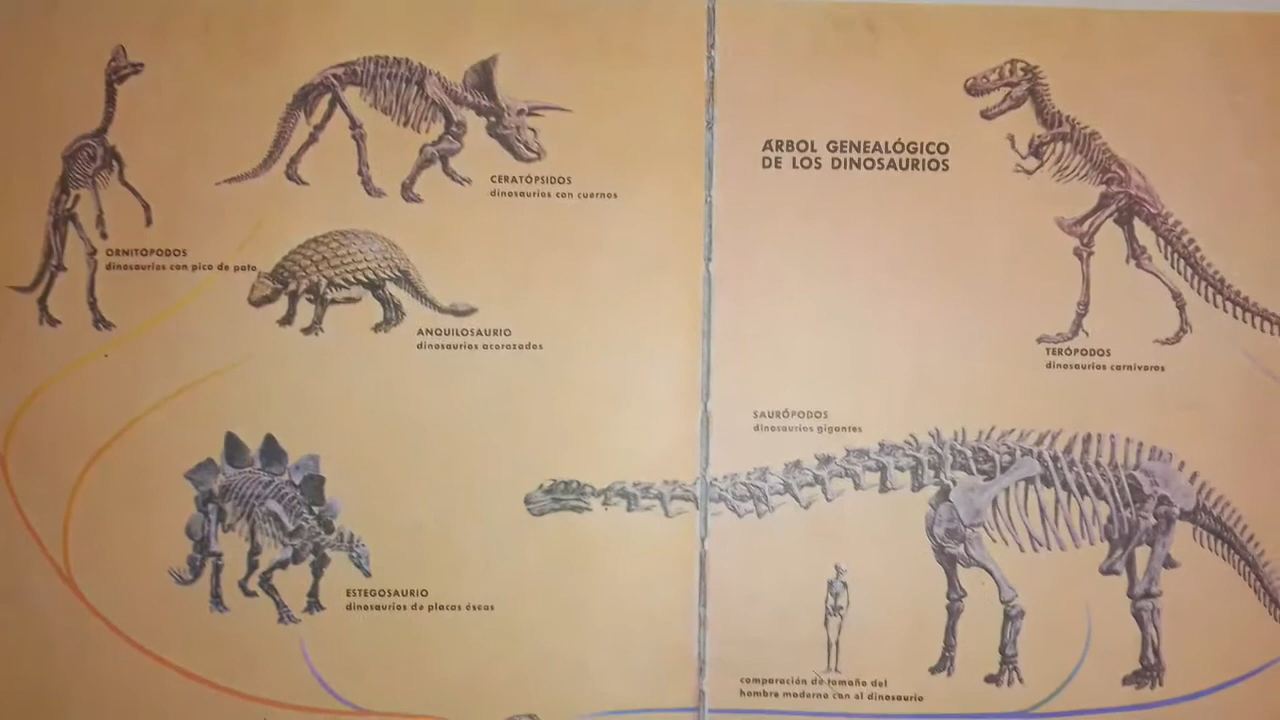 CERATÓPSIDOS
dinosaurios con cuernos
ORNITÓPODOS
dinosaurios con pico de pato
ANQUILOSAURIO
dinosaurios acorazados
ESTEGOSAURIO
dinosaurios de placas óseas
ÁRBOL GENEALÓGICO
DE LOS DINOSAURIOS
TERÓPODOS
dinosaurios carnívoros
SAURÓPODOS
dinosaurios gigantes
comparación de tamaño del
hombre moderno con el dinosaurio